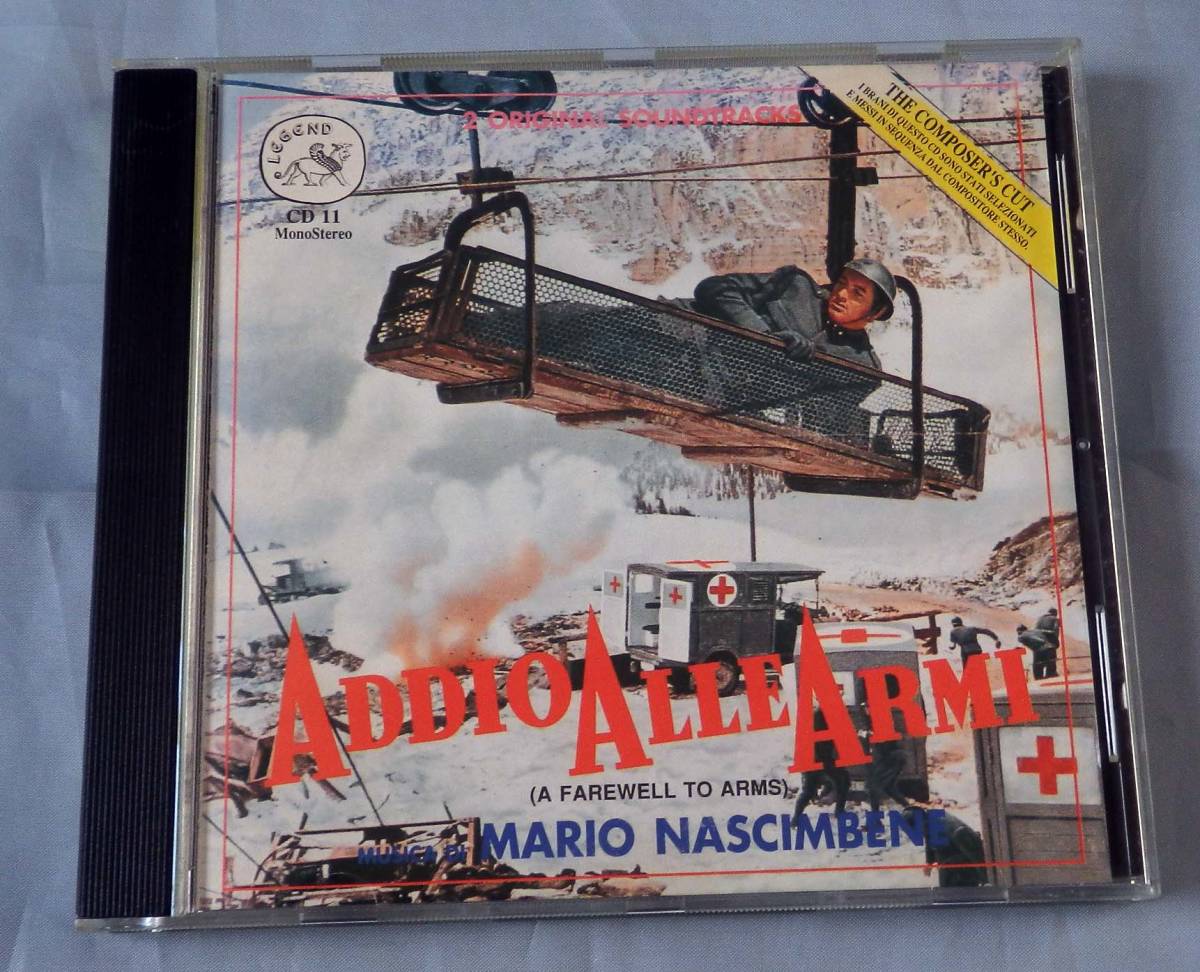 2 ORIGINAL SOUNDTRACKS
LEGEND
CD 11
MonoStereo
THE COMPOSER'S CUT
I BRANI DI QUESTO CD SONO STATI SELEZIONATI
E MESSI IN SEQUENZA DAL COMPOSITORE STESSO.
ADDIO ALLE ARMI
(A FAREWELL TO ARMS)
MUSICA DI MARIO NASCIMBENE